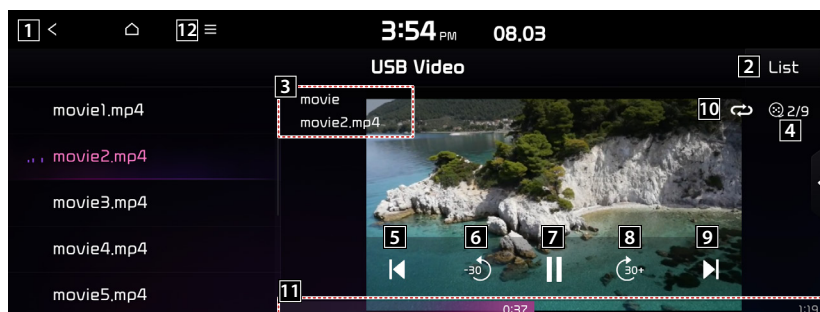 1 12 3:54 PM 08.03
USB Video 2 List
3 movie
movie2.mp4
10 2/9
4
movie1.mp4
movie2.mp4
movie3.mp4
movie4.mp4
movie5.mp4
5 6 7 8 9
-30 30+
11
0:37 1:19